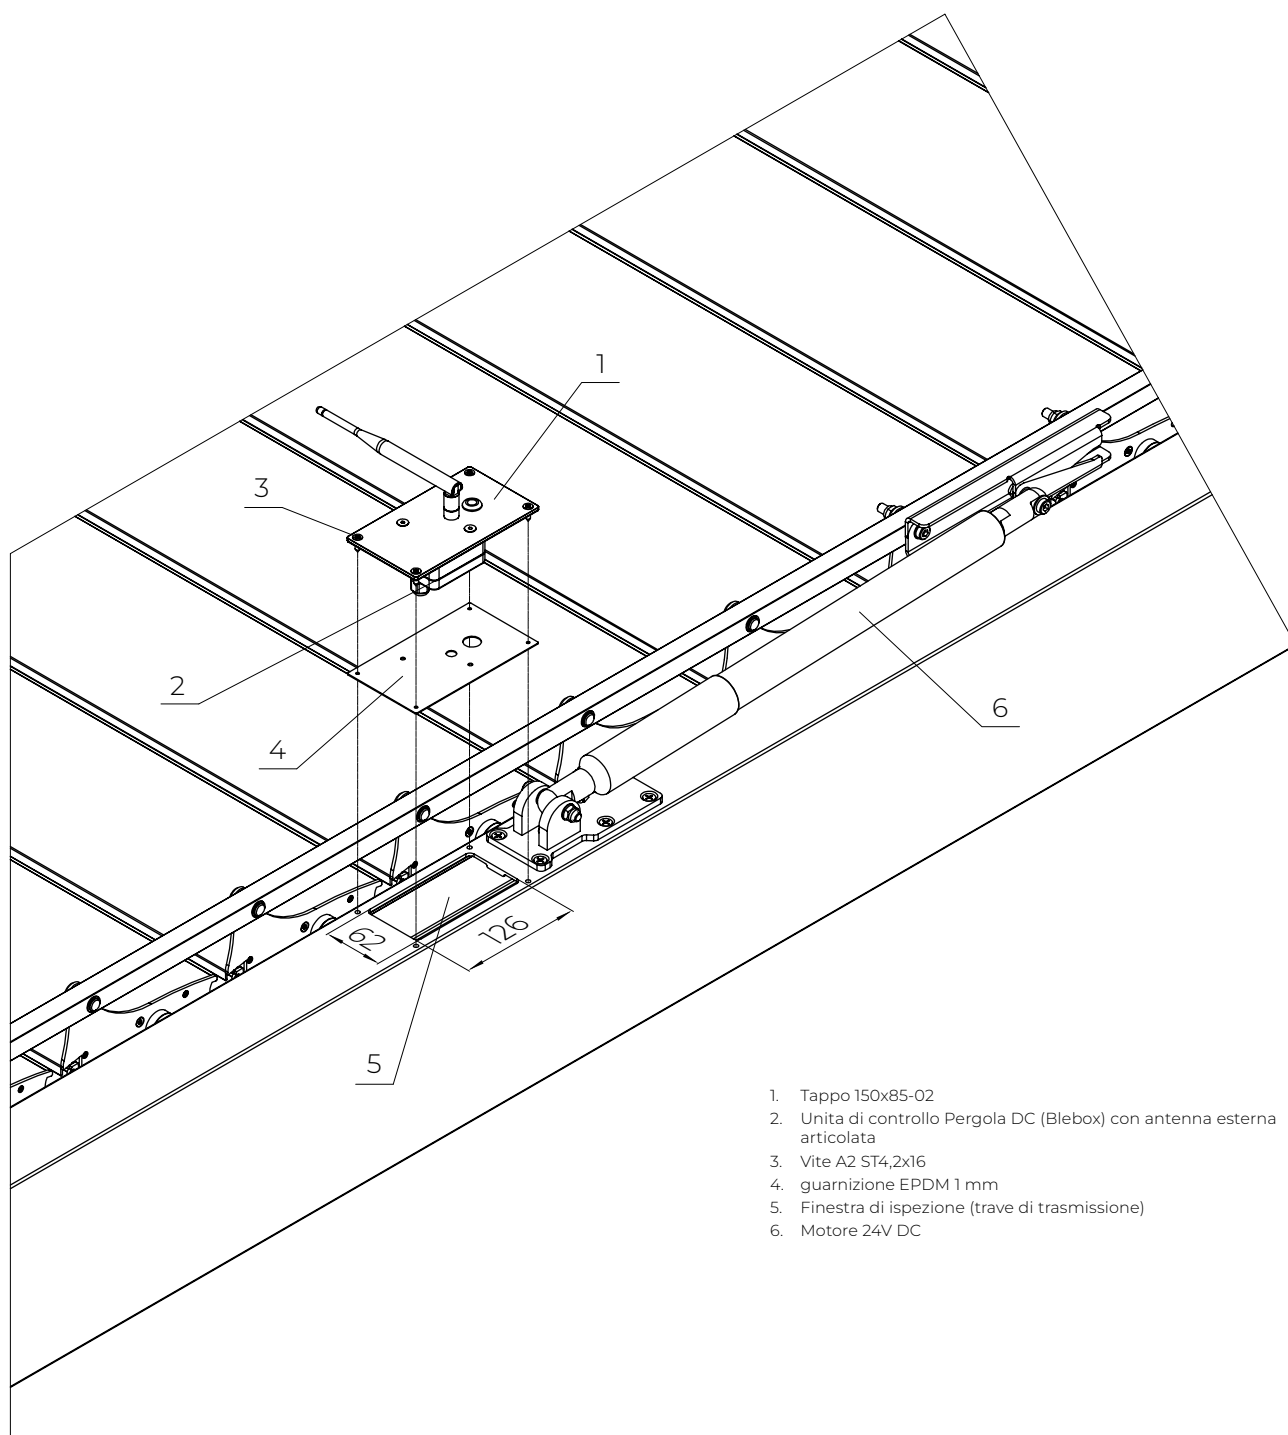 1
3
2
4
6
62
126
5
1. Tappo 150x85-02
2. Unita di controllo Pergola DC (Blebox) con antenna esterna
articolata
3. Vite A2 ST4,2x16
4. guarnizione EPDM 1 mm
5. Finestra di ispezione (trave di trasmissione)
6. Motore 24V DC